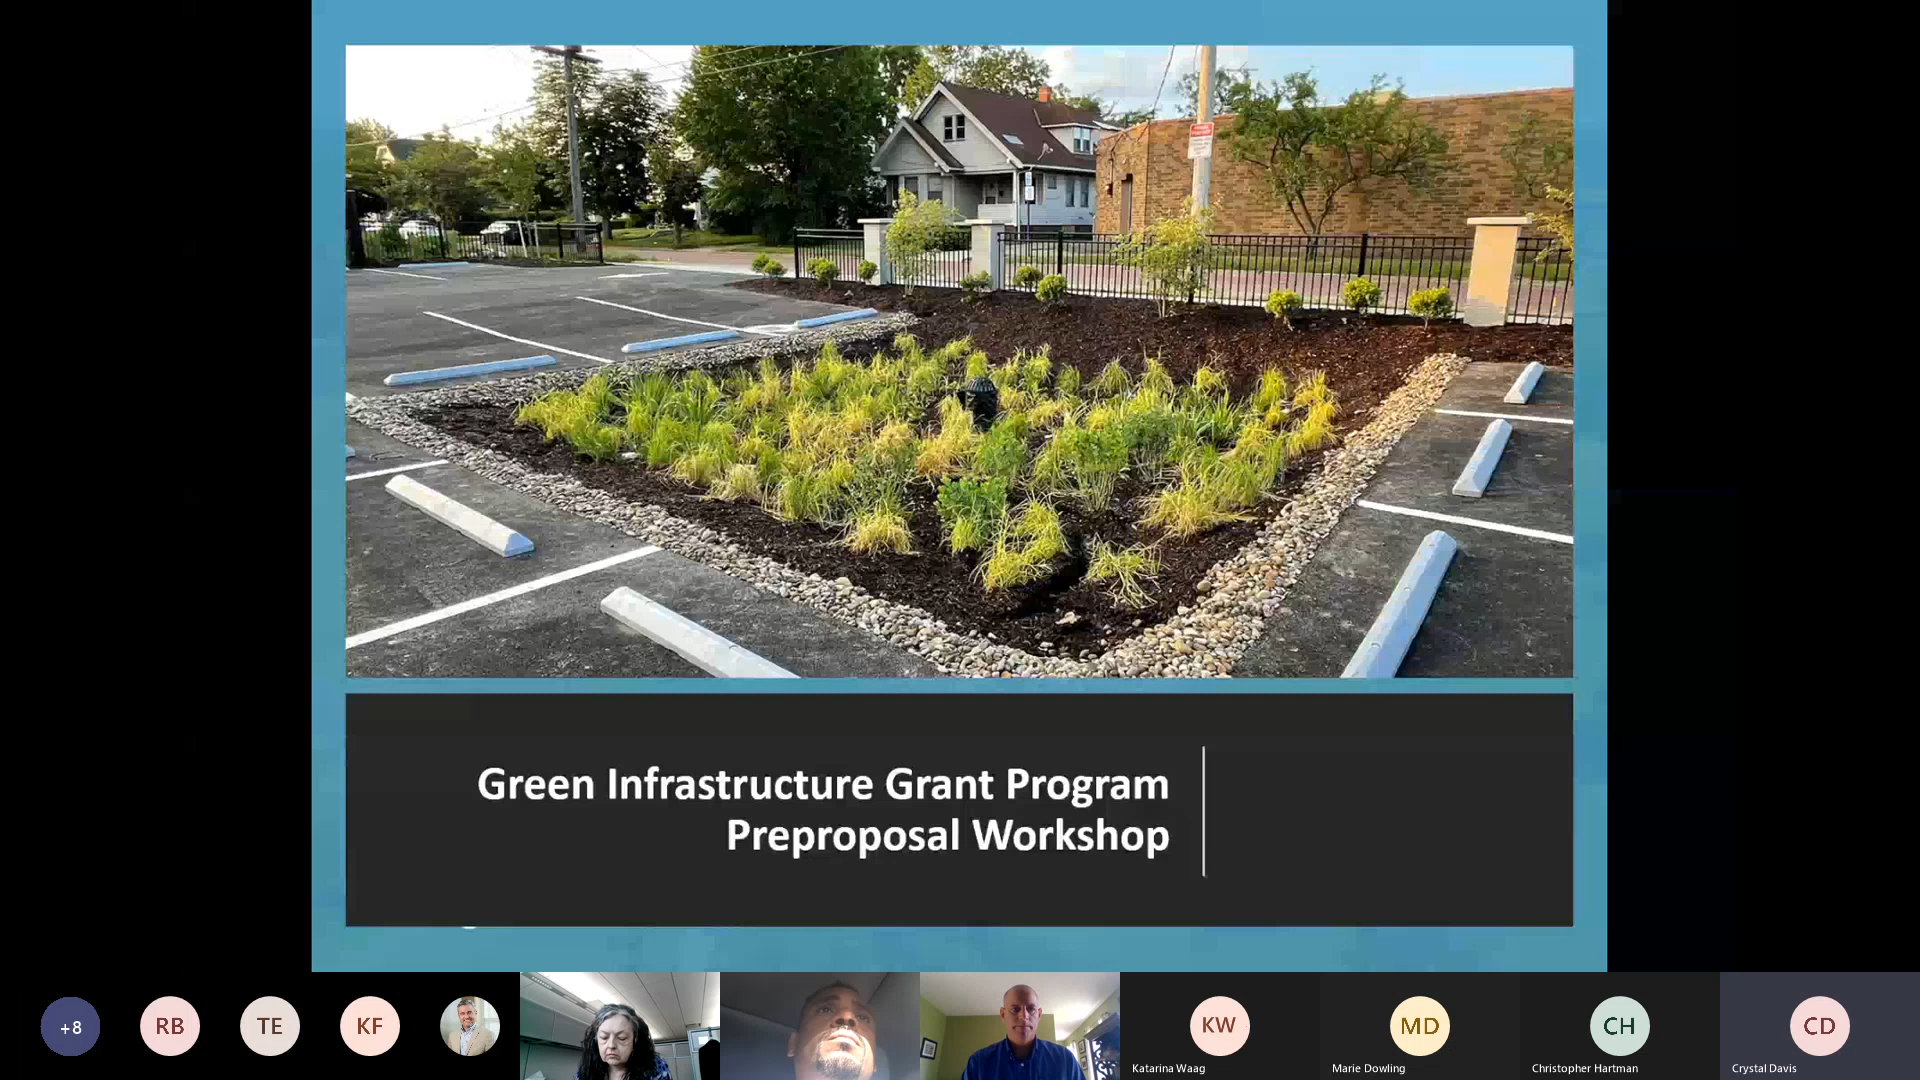 Green Infrastructure Grant Program
Preproposal Workshop
+8
RB
TE
KF
KW
MD
CH
CD
Katarina Waag
Marie Dowling
Christopher Hartman
Crystal Davis